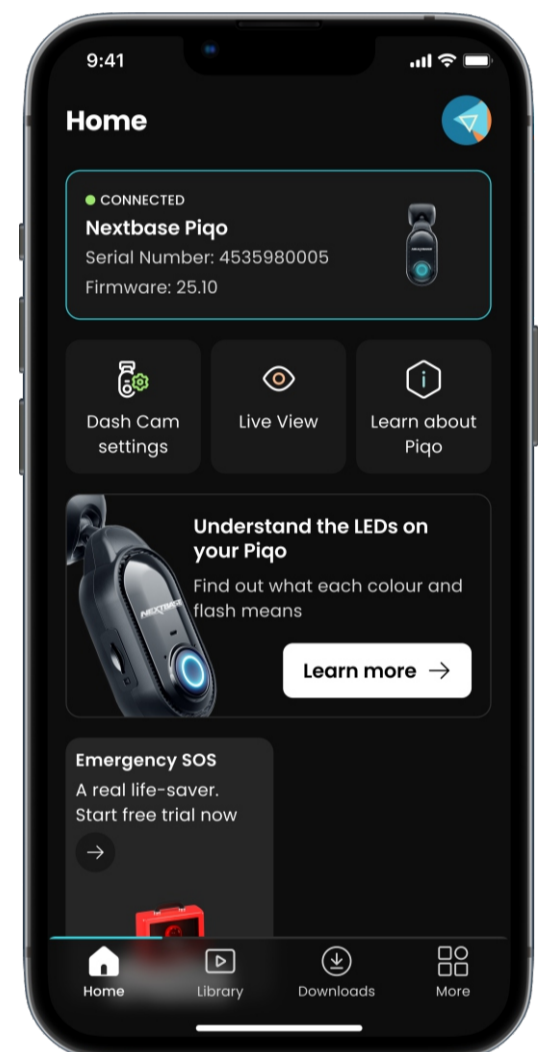 9:41
Home
CONNECTED
Nextbase Piqo
Serial Number: 4535980005
Firmware: 25.10
Dash Cam
settings
Live View
Learn about
Piqo
Understand the LEDs on
your Piqo
Find out what each colour and
flash means
NEXTBASE
Learn more →
Emergency SOS
A real life-saver.
Start free trial now
Home
Library
Downloads
More